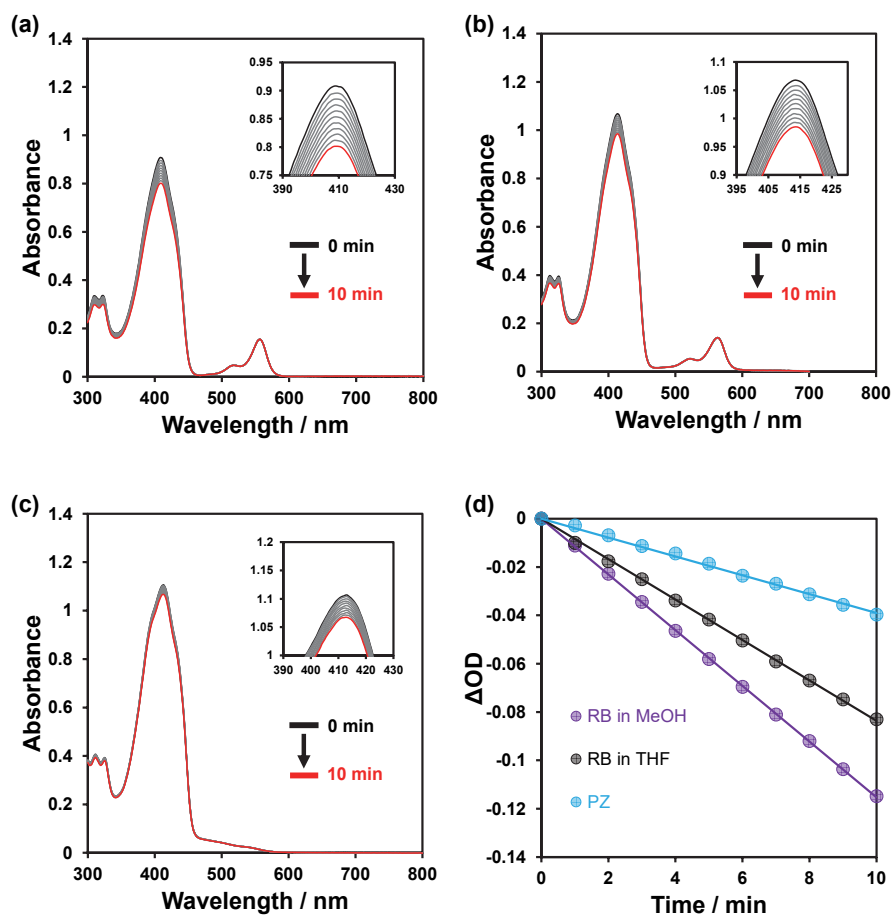 (a)
1.4
1.2
1
0.8
0.6
0.4
0.2
0
300 400 500 600 700 800
Absorbance
Wavelength / nm
0.95
0.9
0.85
0.8
0.75
390 410 430
0 min
10 min
(b)
1.4
1.2
1
0.8
0.6
0.4
0.2
0
300 400 500 600 700 800
Absorbance
Wavelength / nm
1.1
1.05
1
0.95
0.9
395 405 415 425
0 min
10 min
(c)
1.4
1.2
1
0.8
0.6
0.4
0.2
0
300 400 500 600 700 800
Absorbance
Wavelength / nm
1.2
1.15
1.1
1.05
1
390 400 410 420 430
0 min
10 min
(d)
0
-0.02
-0.04
-0.06
-0.08
-0.1
-0.12
-0.14
0 2 4 6 8 10
ΔOD
Time / min
RB in MeOH
RB in THF
PZ